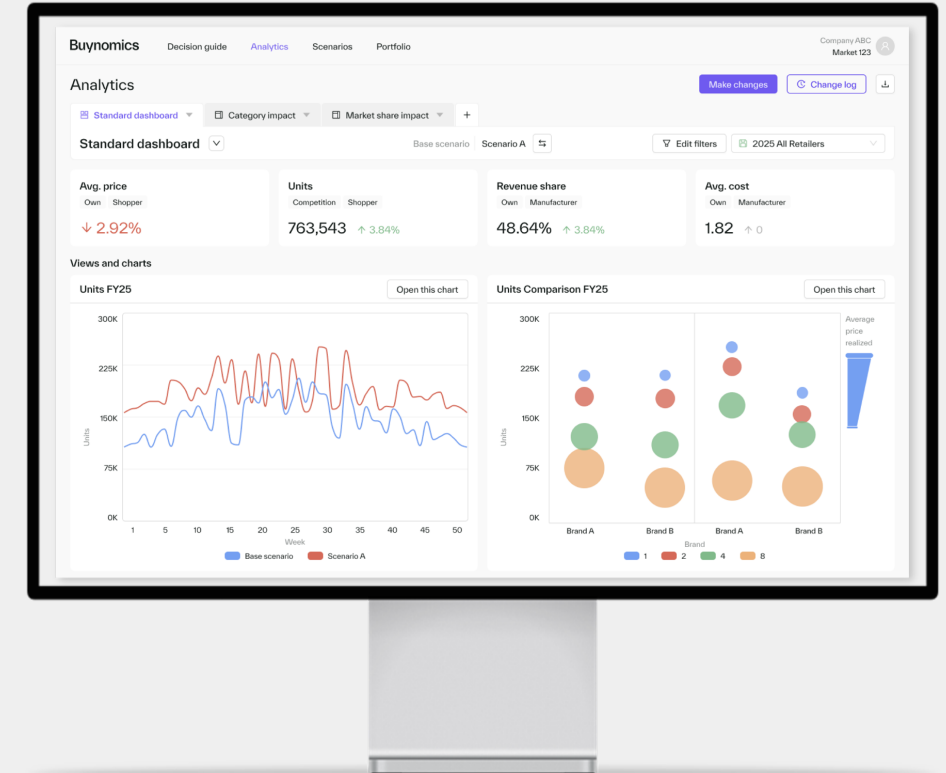 Buynomics
Decision guide Analytics Scenarios Portfolio
Company ABC
Market 123
Analytics
Make changes Change log
Standard dashboard Category impact Market share impact +
Standard dashboard
Base scenario Scenario A
Edit filters 2025 All Retailers
Avg. price
Own Shopper
↓ 2.92%
Units
Competition Shopper
763,543 ↑ 3.84%
Revenue share
Own Manufacturer
48.64% ↑ 3.84%
Avg. cost
Own Manufacturer
1.82 ↑ 0
Views and charts
Units FY25 Open this chart
300K
225K
150K
75K
0K
Units
1 5 10 15 20 25 30 35 40 45 50
Week
Base scenario Scenario A
Units Comparison FY25 Open this chart
300K
225K
150K
75K
0K
Units
Average
price
realized
Brand A Brand B Brand A Brand B
Brand
1 2 4 8